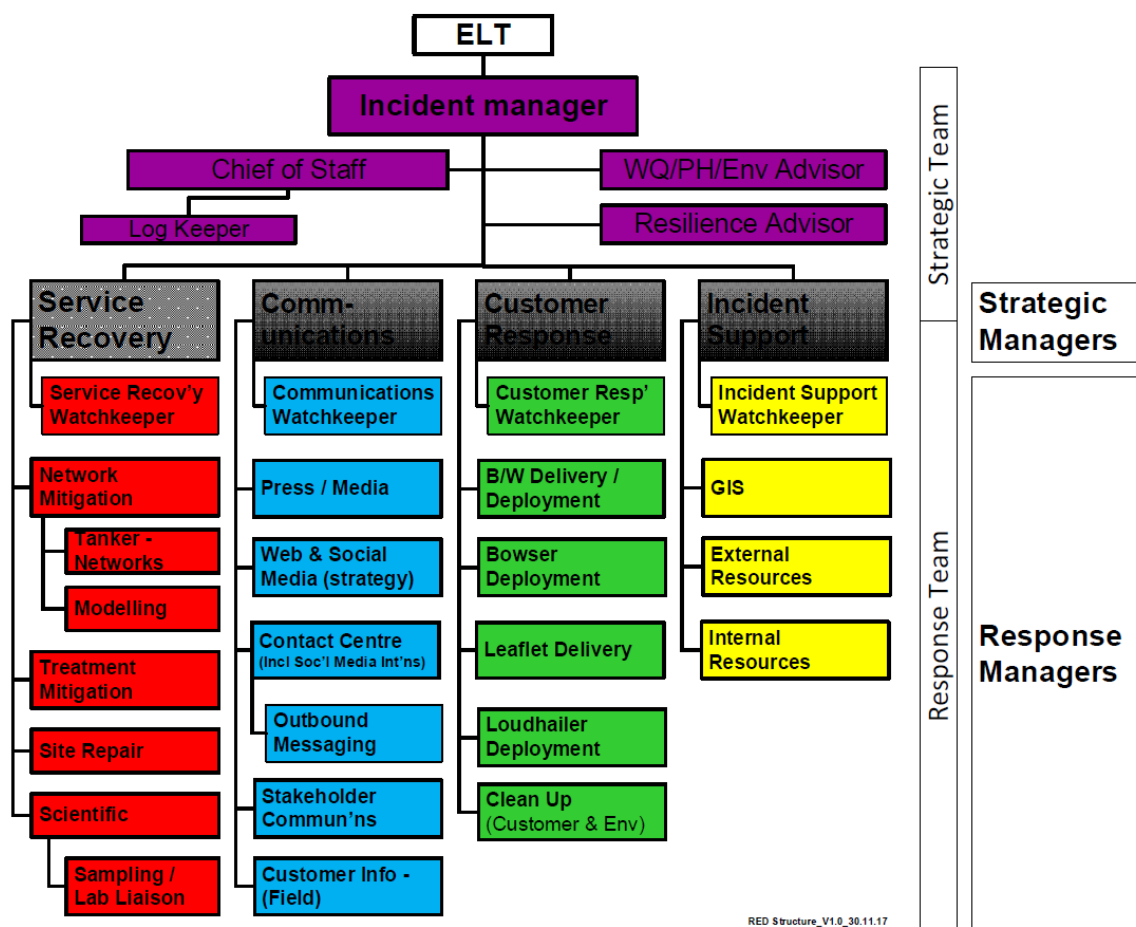 ELT
Incident manager
Chief of Staff
WQ/PH/Env Advisor
Log Keeper
Resilience Advisor
Strategic Team
Service
Recovery
Comm-
unications
Customer
Response
Incident
Support
Strategic
Managers
Service Recov'y
Watchkeeper
Network
Mitigation
Tanker -
Networks
Modelling
Treatment
Mitigation
Site Repair
Scientific
Sampling /
Lab Liaison
Communications
Watchkeeper
Press / Media
Web & Social
Media (strategy)
Contact Centre
(Incl Soc'l Media Int'ns)
Outbound
Messaging
Stakeholder
Commun'ns
Customer Info -
(Field)
Customer Resp'
Watchkeeper
B/W Delivery /
Deployment
Bowser
Deployment
Leaflet Delivery
Loudhailer
Deployment
Clean Up
(Customer & Env)
Incident Support
Watchkeeper
GIS
External
Resources
Internal
Resources
Response Team
Response
Managers
RED Structure_V1.0_30.11.17